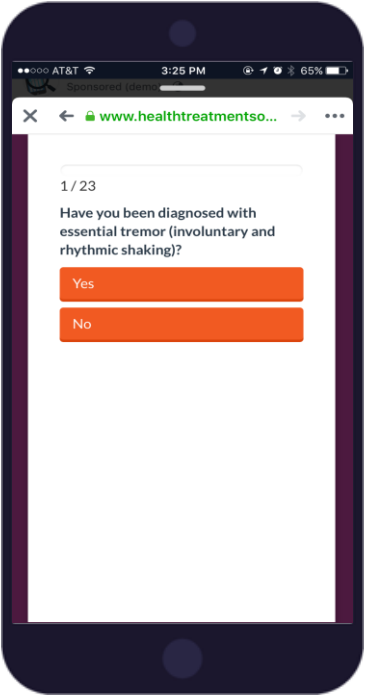 AT&T 3:25 PM 65%
Sponsored (demo)
www.healthtreatmentso...
1 / 23
Have you been diagnosed with
essential tremor (involuntary and
rhythmic shaking)?
Yes
No